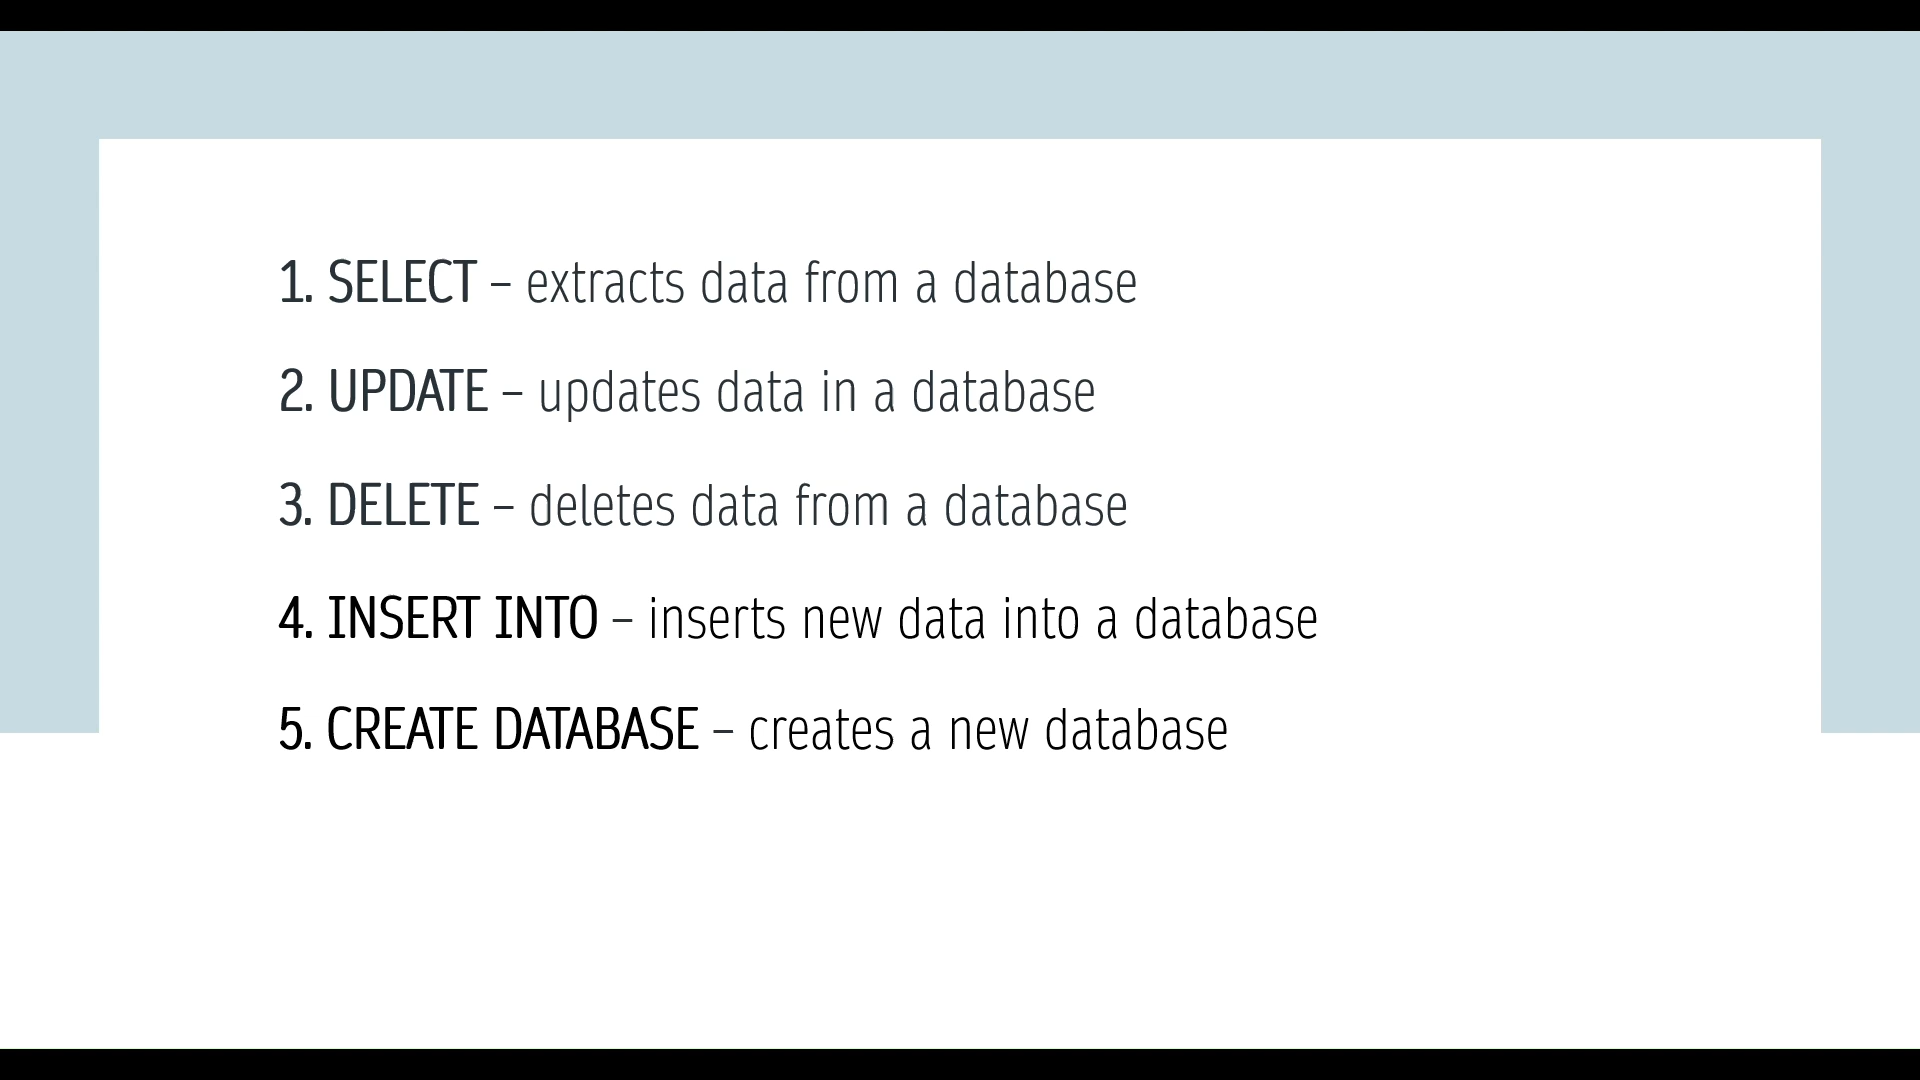 1. SELECT – extracts data from a database
2. UPDATE – updates data in a database
3. DELETE – deletes data from a database
4. INSERT INTO – inserts new data into a database
5. CREATE DATABASE – creates a new database